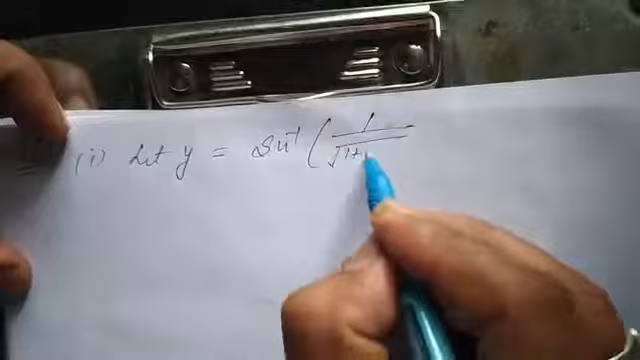 (i) Let y = Sin⁻¹ ( 1 / √1+